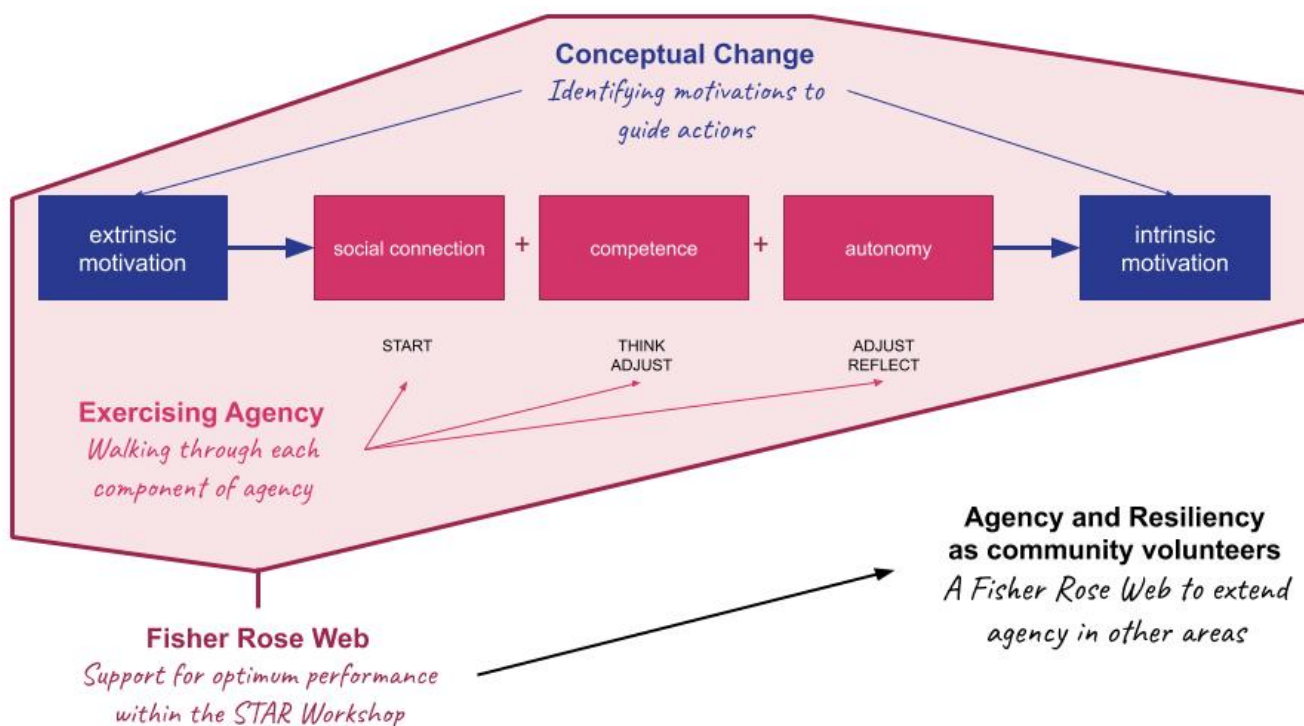 Conceptual Change
Identifying motivations to
guide actions
extrinsic
motivation
social connection
+
competence
+
autonomy
intrinsic
motivation
START
THINK
ADJUST
ADJUST
REFLECT
Exercising Agency
Walking through each
component of agency
Agency and Resiliency
as community volunteers
A Fisher Rose Web to extend
agency in other areas
Fisher Rose Web
Support for optimum performance
within the STAR Workshop